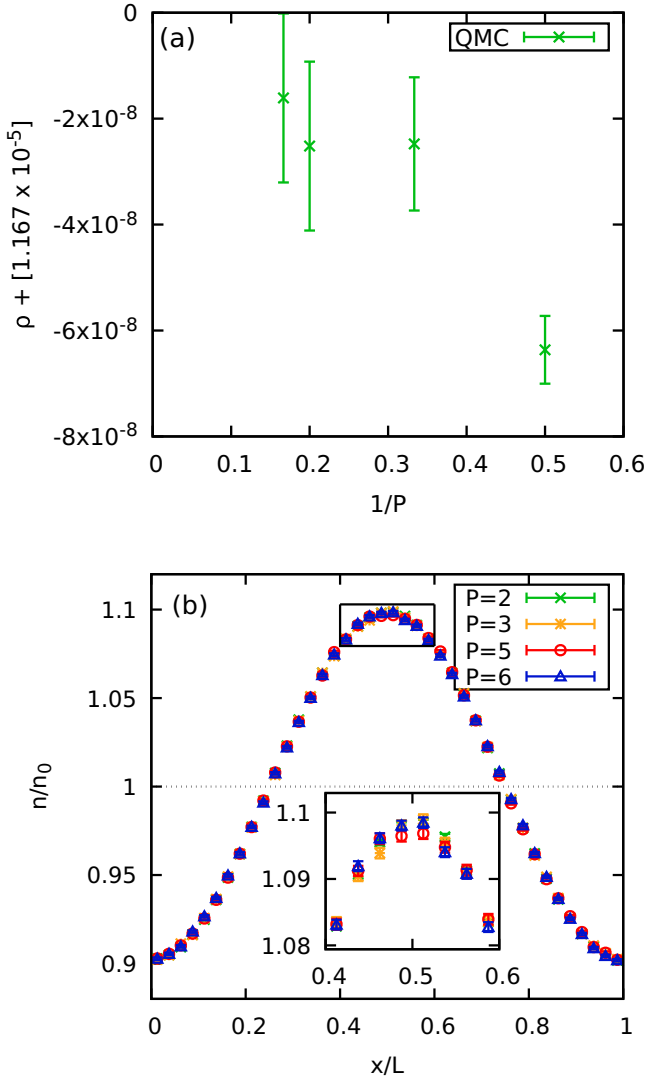 (a)
QMC
0
-2x10-8
-4x10-8
-6x10-8
-8x10-8
ρ + [1.167 x 10-5]
0 0.1 0.2 0.3 0.4 0.5 0.6
1/P
(b)
P=2
P=3
P=5
P=6
1.1
1.05
1
0.95
0.9
n/n0
1.1
1.09
1.08
0.4 0.5 0.6
0 0.2 0.4 0.6 0.8 1
x/L